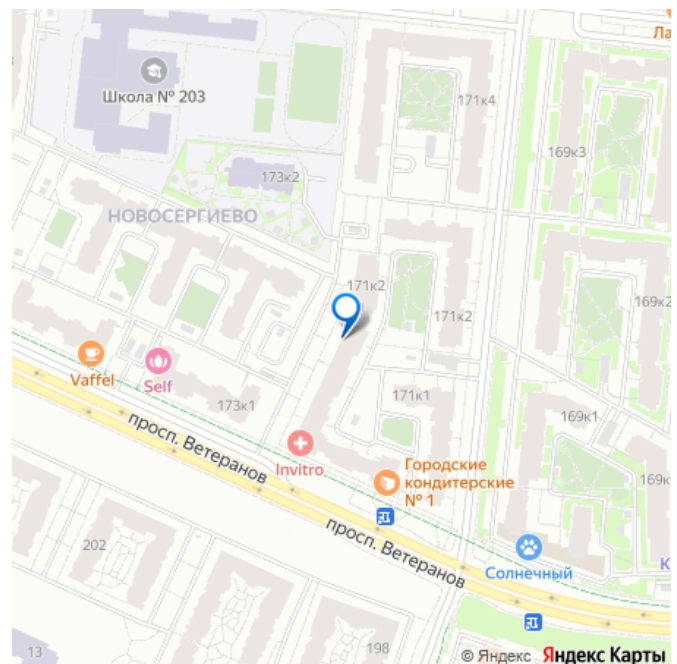 Ла
Школа № 203
171к4
169к3
173к2
НОВОСЕРГИЕВО
171к2
171к2
169к2
Vaffel
Self
173к1
171к1
169к1
Invitro
Городские
кондитерские
№ 1
169к
просп. Ветеранов
просп. Ветеранов
202
Солнечный
К
13
198
© Яндекс Яндекс Карты